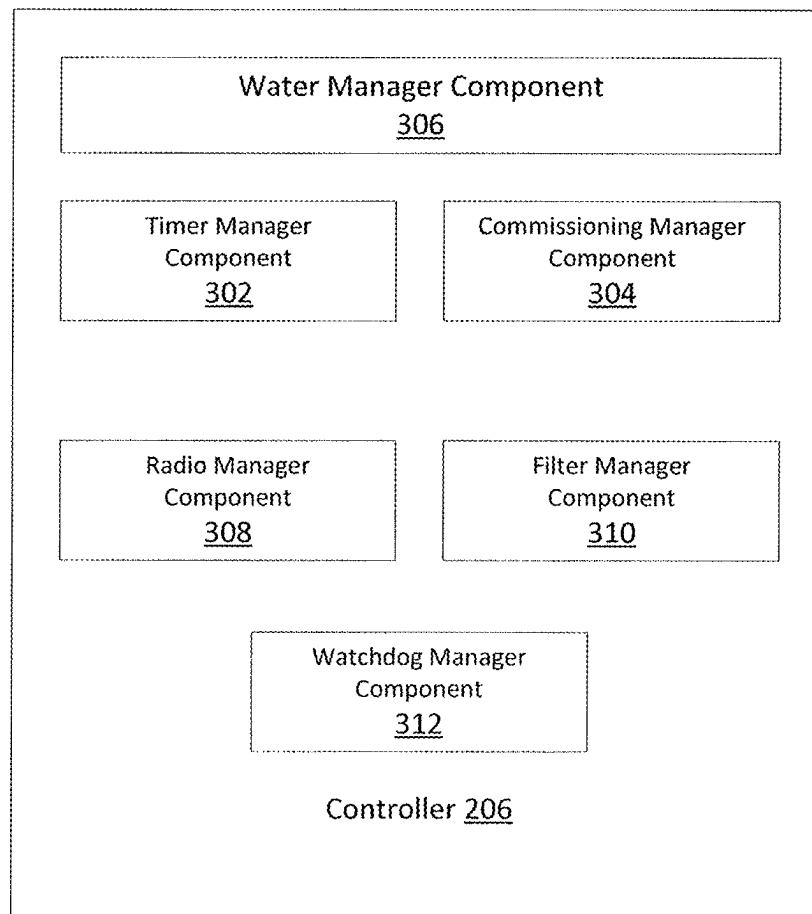 Water Manager Component
306
Timer Manager
Component
302
Commissioning Manager
Component
304
Radio Manager
Component
308
Filter Manager
Component
310
Watchdog Manager
Component
312
Controller 206